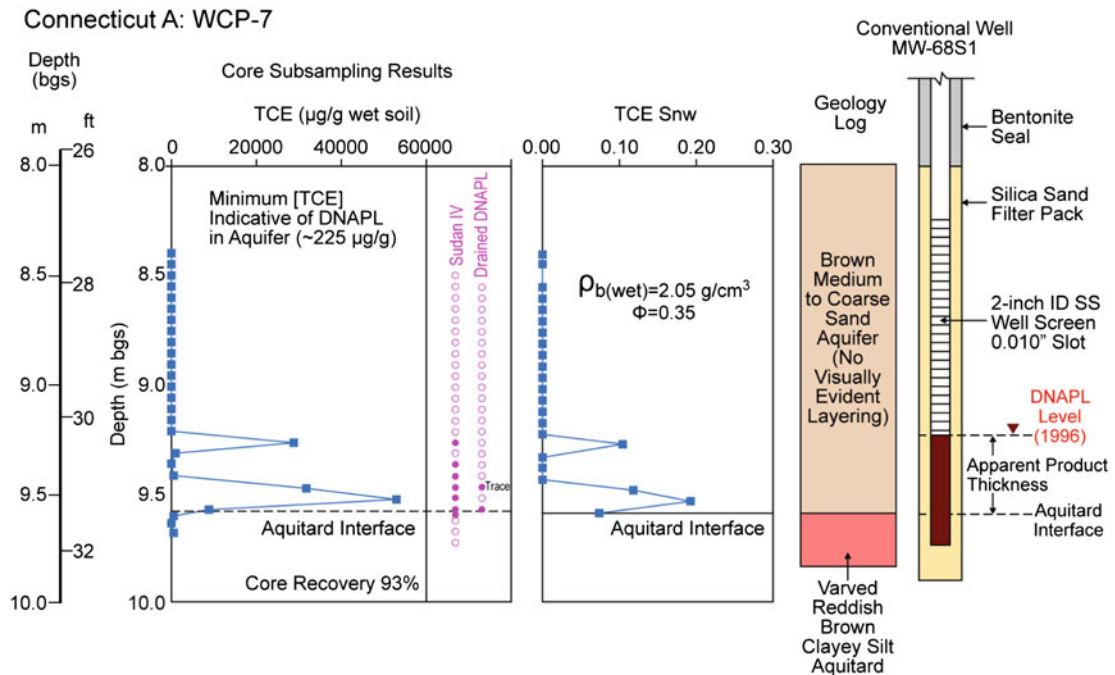 Connecticut A: WCP-7
Depth
(bgs)
m
ft
8.0
8.5
9.0
9.5
10.0
26
28
30
32
Core Subsampling Results
TCE (µg/g wet soil)
0
20000
40000
60000
8.0
8.5
9.0
9.5
10.0
Depth (m bgs)
Minimum [TCE]
Indicative of DNAPL
in Aquifer (~225 µg/g)
Sudan IV
Drained DNAPL
Trace
Aquitard Interface
Core Recovery 93%
TCE Snw
0.00
0.10
0.20
0.30
ρb(wet)=2.05 g/cm³
Φ=0.35
Aquitard Interface
Geology
Log
Brown
Medium
to Coarse
Sand
Aquifer
(No
Visually
Evident
Layering)
Varved
Reddish
Brown
Clayey Silt
Aquitard
Conventional Well
MW-68S1
Bentonite
Seal
Silica Sand
Filter Pack
2-inch ID SS
Well Screen
0.010" Slot
DNAPL
Level
(1996)
Apparent Product
Thickness
Aquitard
Interface